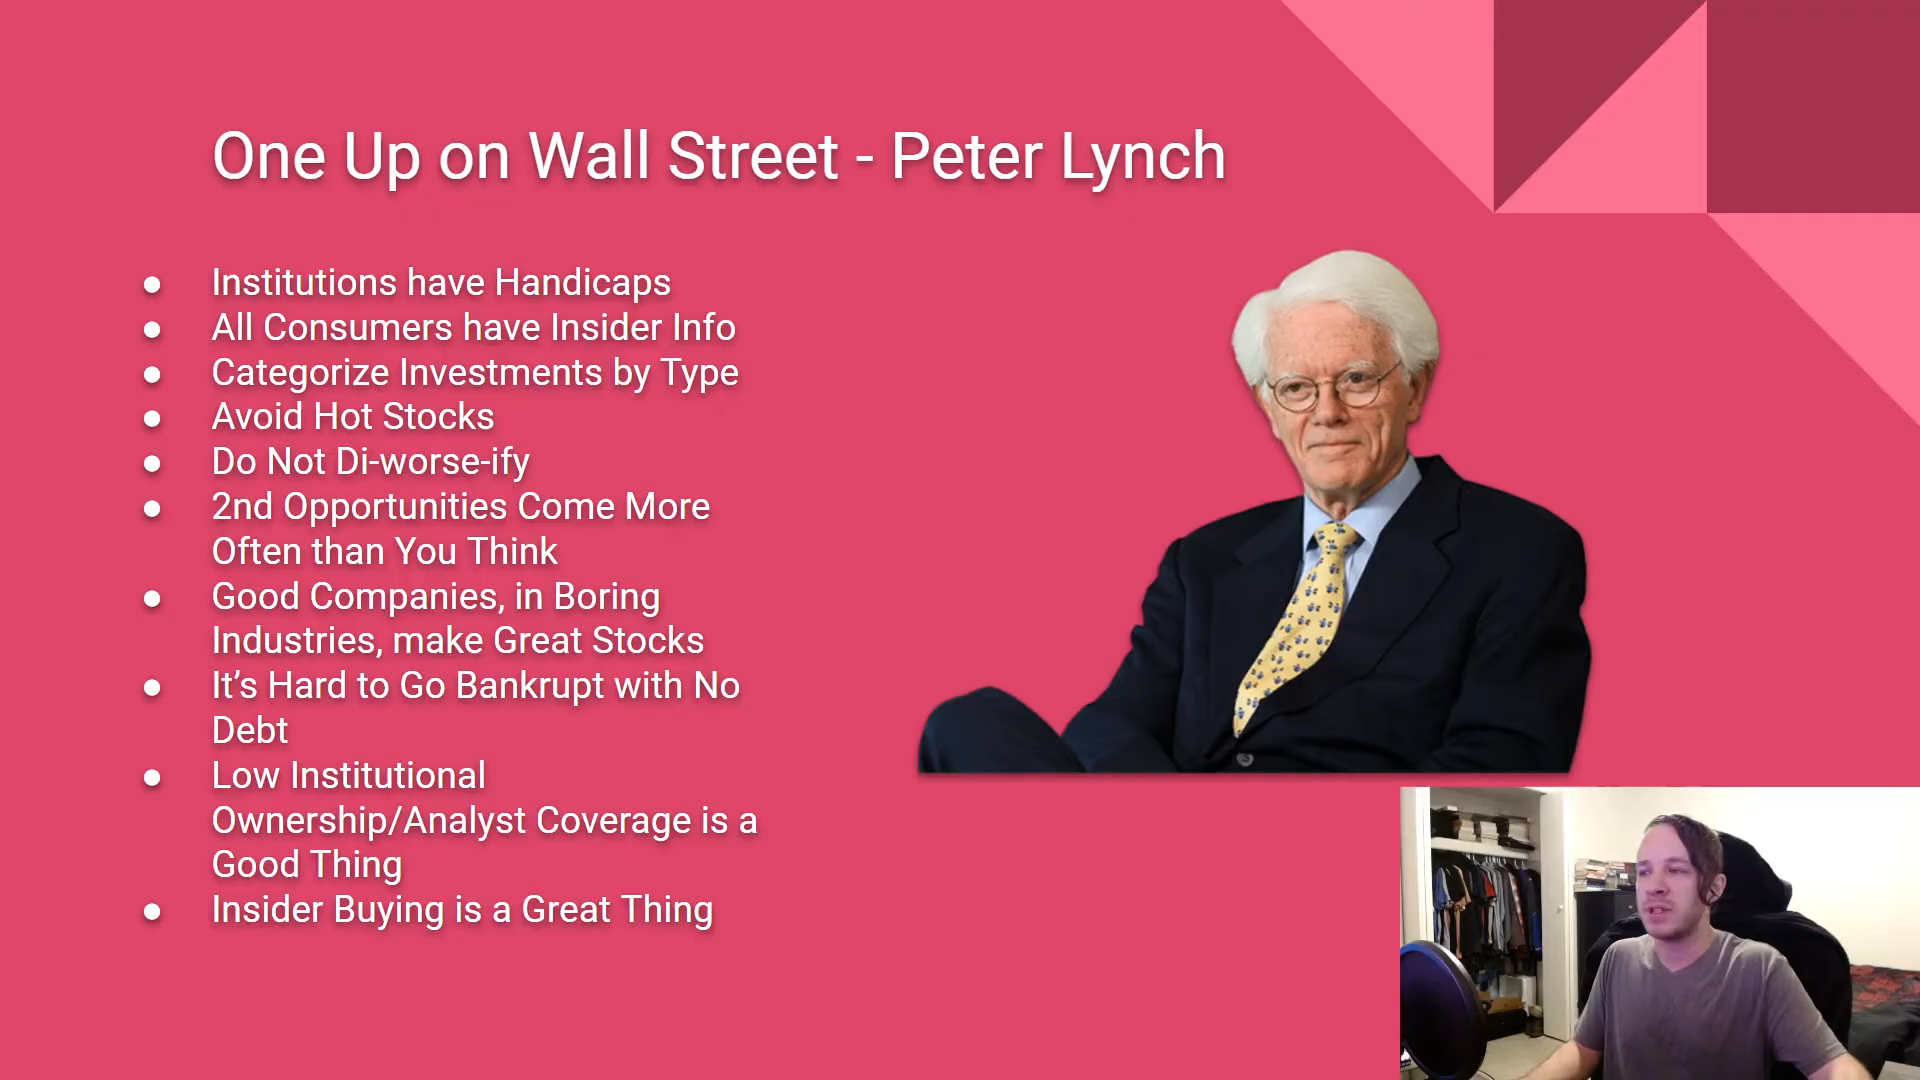 One Up on Wall Street - Peter Lynch
● Institutions have Handicaps
● All Consumers have Insider Info
● Categorize Investments by Type
● Avoid Hot Stocks
● Do Not Di-worse-ify
● 2nd Opportunities Come More
Often than You Think
● Good Companies, in Boring
Industries, make Great Stocks
● It’s Hard to Go Bankrupt with No
Debt
● Low Institutional
Ownership/Analyst Coverage is a
Good Thing
● Insider Buying is a Great Thing